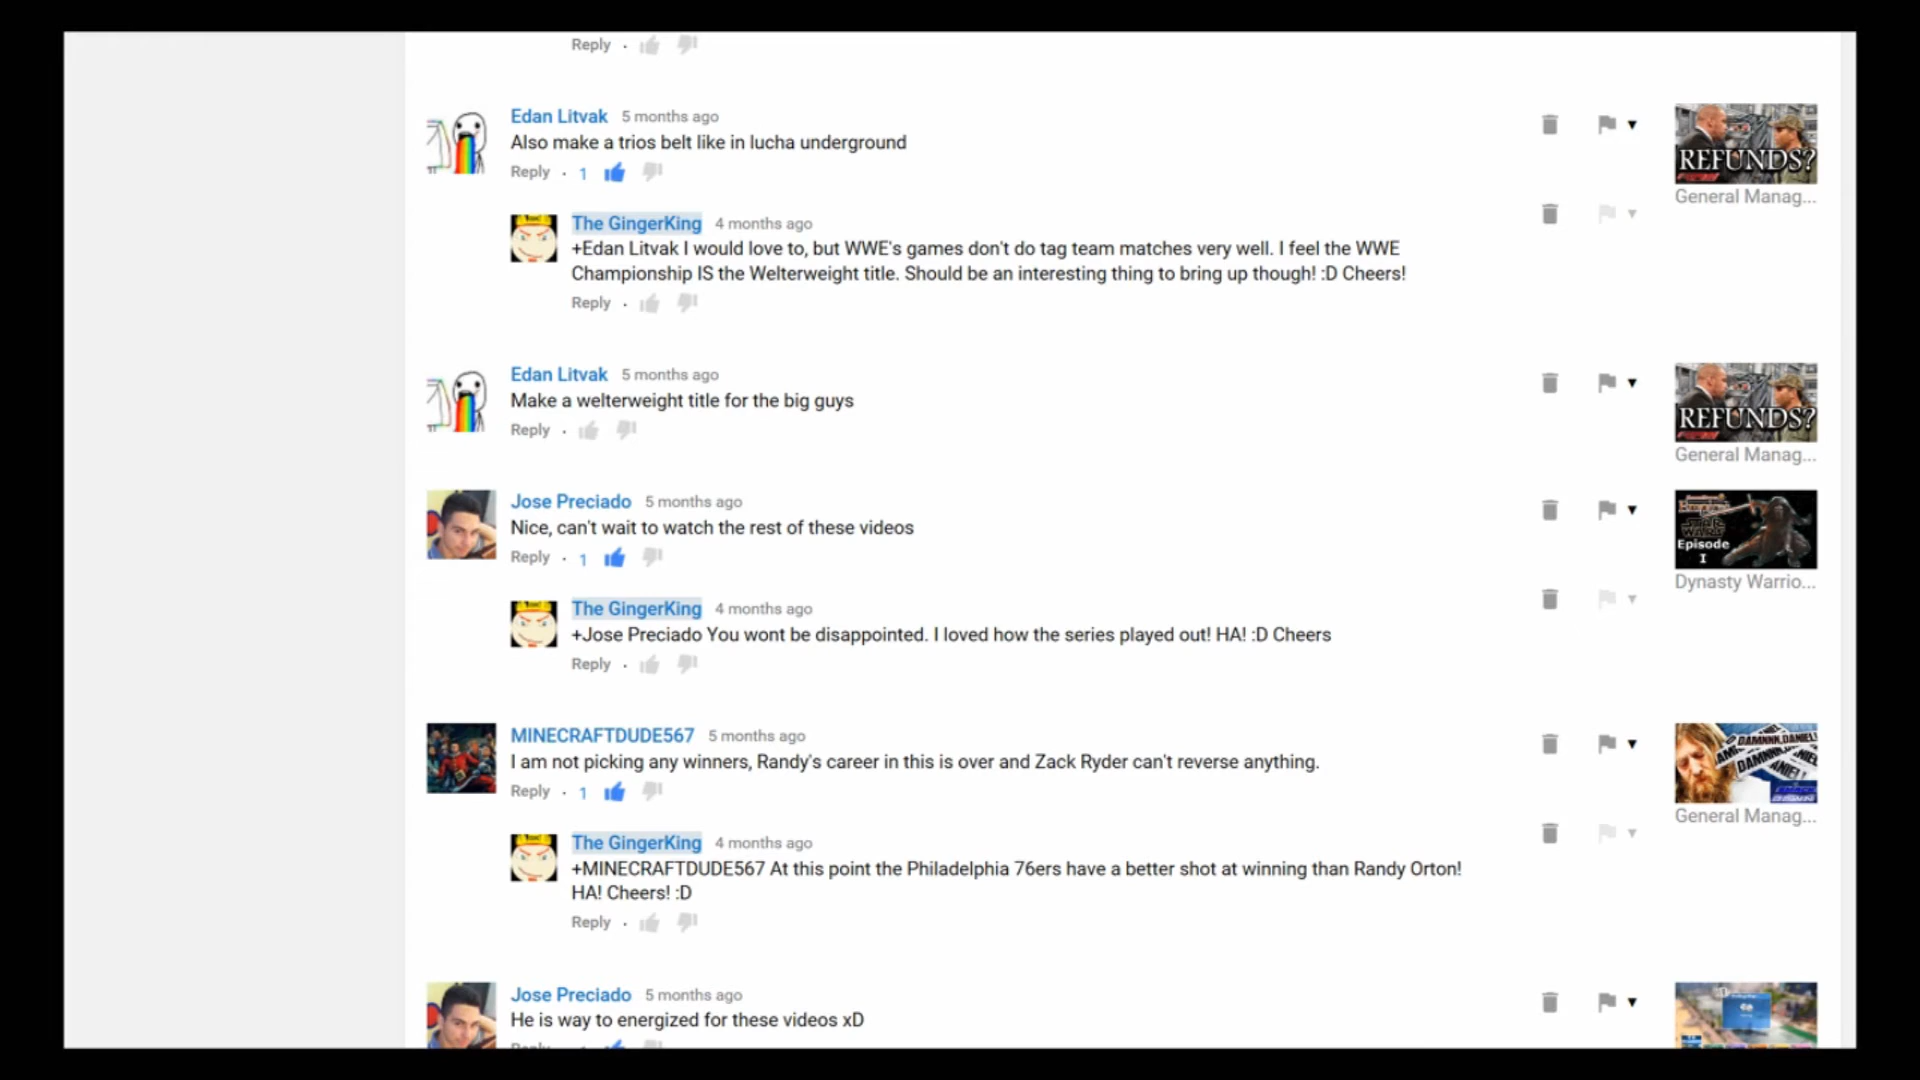 Reply ·
Edan Litvak 5 months ago
Also make a trios belt like in lucha underground
Reply · 1
REFUNDS?
General Manag...
The GingerKing 4 months ago
+Edan Litvak I would love to, but WWE's games don't do tag team matches very well. I feel the WWE
Championship IS the Welterweight title. Should be an interesting thing to bring up though! :D Cheers!
Reply ·
Edan Litvak 5 months ago
Make a welterweight title for the big guys
Reply ·
REFUNDS?
General Manag...
Jose Preciado 5 months ago
Nice, can't wait to watch the rest of these videos
Reply · 1
STAR
WARS
Episode
I
Dynasty Warrio...
The GingerKing 4 months ago
+Jose Preciado You wont be disappointed. I loved how the series played out! HA! :D Cheers
Reply ·
MINECRAFTDUDE567 5 months ago
I am not picking any winners, Randy's career in this is over and Zack Ryder can't reverse anything.
Reply · 1
DAMNNN DANIEL!
General Manag...
The GingerKing 4 months ago
+MINECRAFTDUDE567 At this point the Philadelphia 76ers have a better shot at winning than Randy Orton!
HA! Cheers! :D
Reply ·
Jose Preciado 5 months ago
He is way to energized for these videos xD